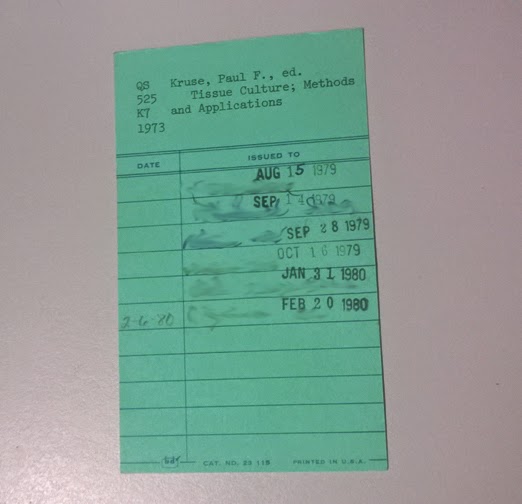 QS Kruse, Paul F., ed.
525 Tissue Culture; Methods
K7 and Applications
1973
DATE ISSUED TO
AUG 15 1979
SEP 14 1979
SEP 28 1979
OCT 16 1979
JAN 31 1980
2-6-80 FEB 20 1980
CAT. NO. 23 115 PRINTED IN U.S.A.